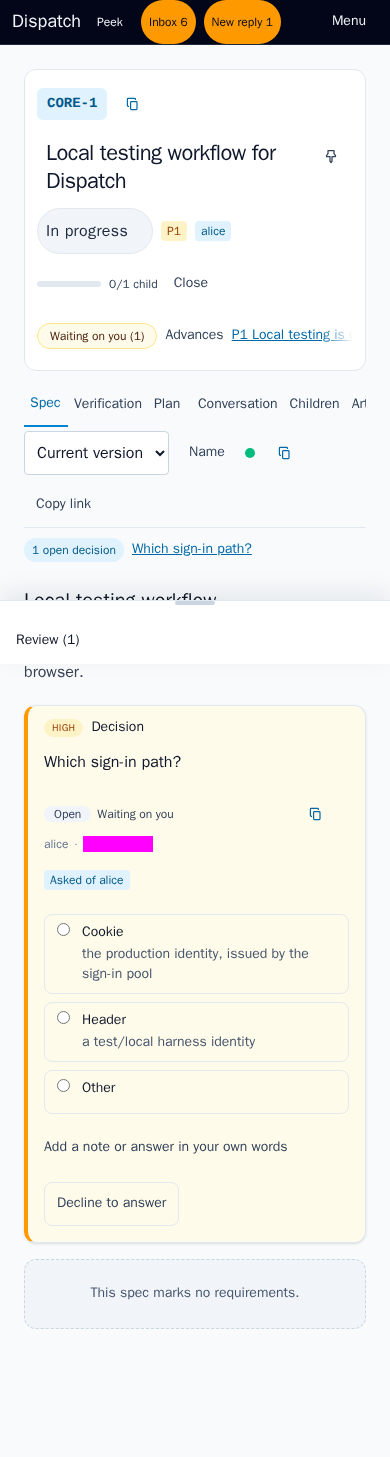 Dispatch Peek Inbox 6 New reply 1 Menu
CORE-1
Local testing workflow for
Dispatch
In progress P1 alice
0/1 child Close
Waiting on you (1) Advances P1 Local testing is
Spec Verification Plan Conversation Children Art
Current version Name
Copy link
1 open decision Which sign-in path?
Local testing workflow
Review (1)
browser.
HIGH Decision
Which sign-in path?
Open Waiting on you
alice ·
Asked of alice
Cookie
the production identity, issued by the
sign-in pool
Header
a test/local harness identity
Other
Add a note or answer in your own words
Decline to answer
This spec marks no requirements.